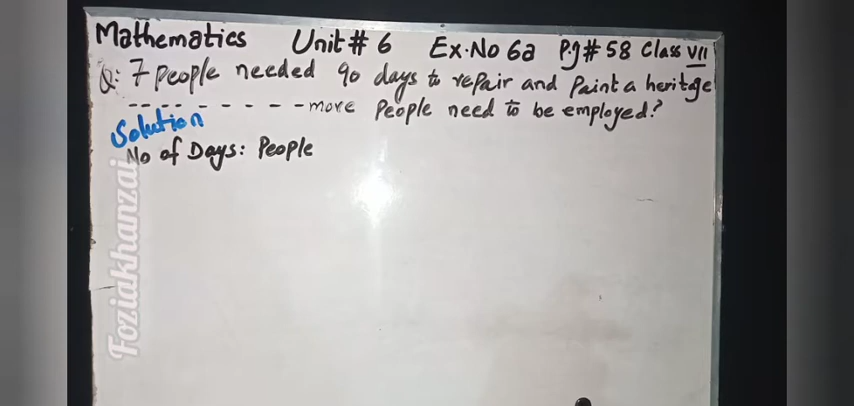 Mathematics Unit # 6 Ex.No 6a Pg # 58 Class VII
Q: 7 People needed 90 days to repair and Paint a heritge
--------- more People need to be employed?
Solution
No of Days: People
Foziakhanzai